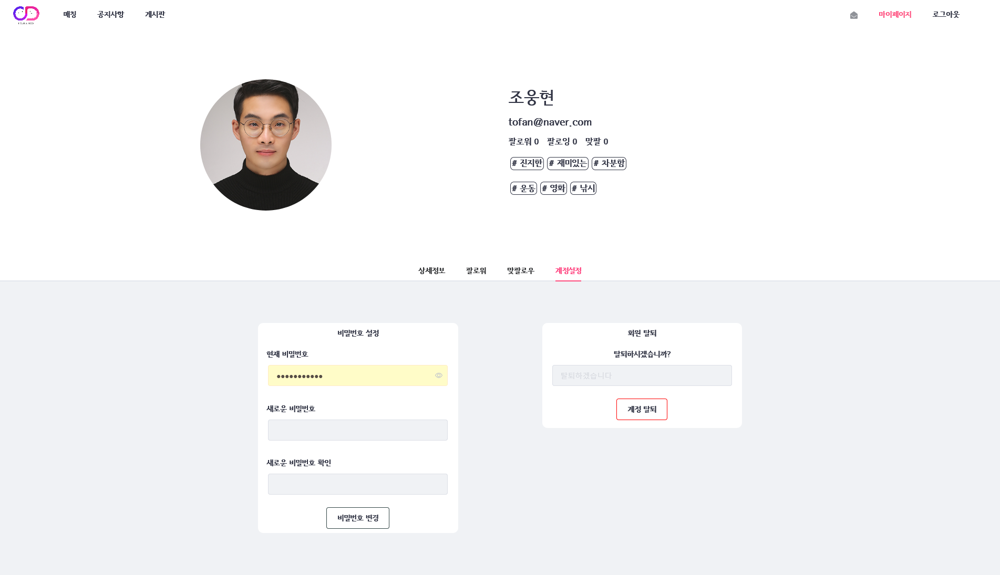 매칭 공지사항 게시판 마이페이지 로그아웃
조웅현
tofan@naver.com
팔로워 0 팔로잉 0 맞팔 0
# 진지한 # 재미있는 # 차분함
# 운동 # 영화 # 낚시
상세정보 팔로워 맞팔로우 계정설정
비밀번호 설정
현재 비밀번호
•••••••••••
새로운 비밀번호
새로운 비밀번호 확인
비밀번호 변경
회원 탈퇴
탈퇴하시겠습니까?
탈퇴하겠습니다
계정 탈퇴